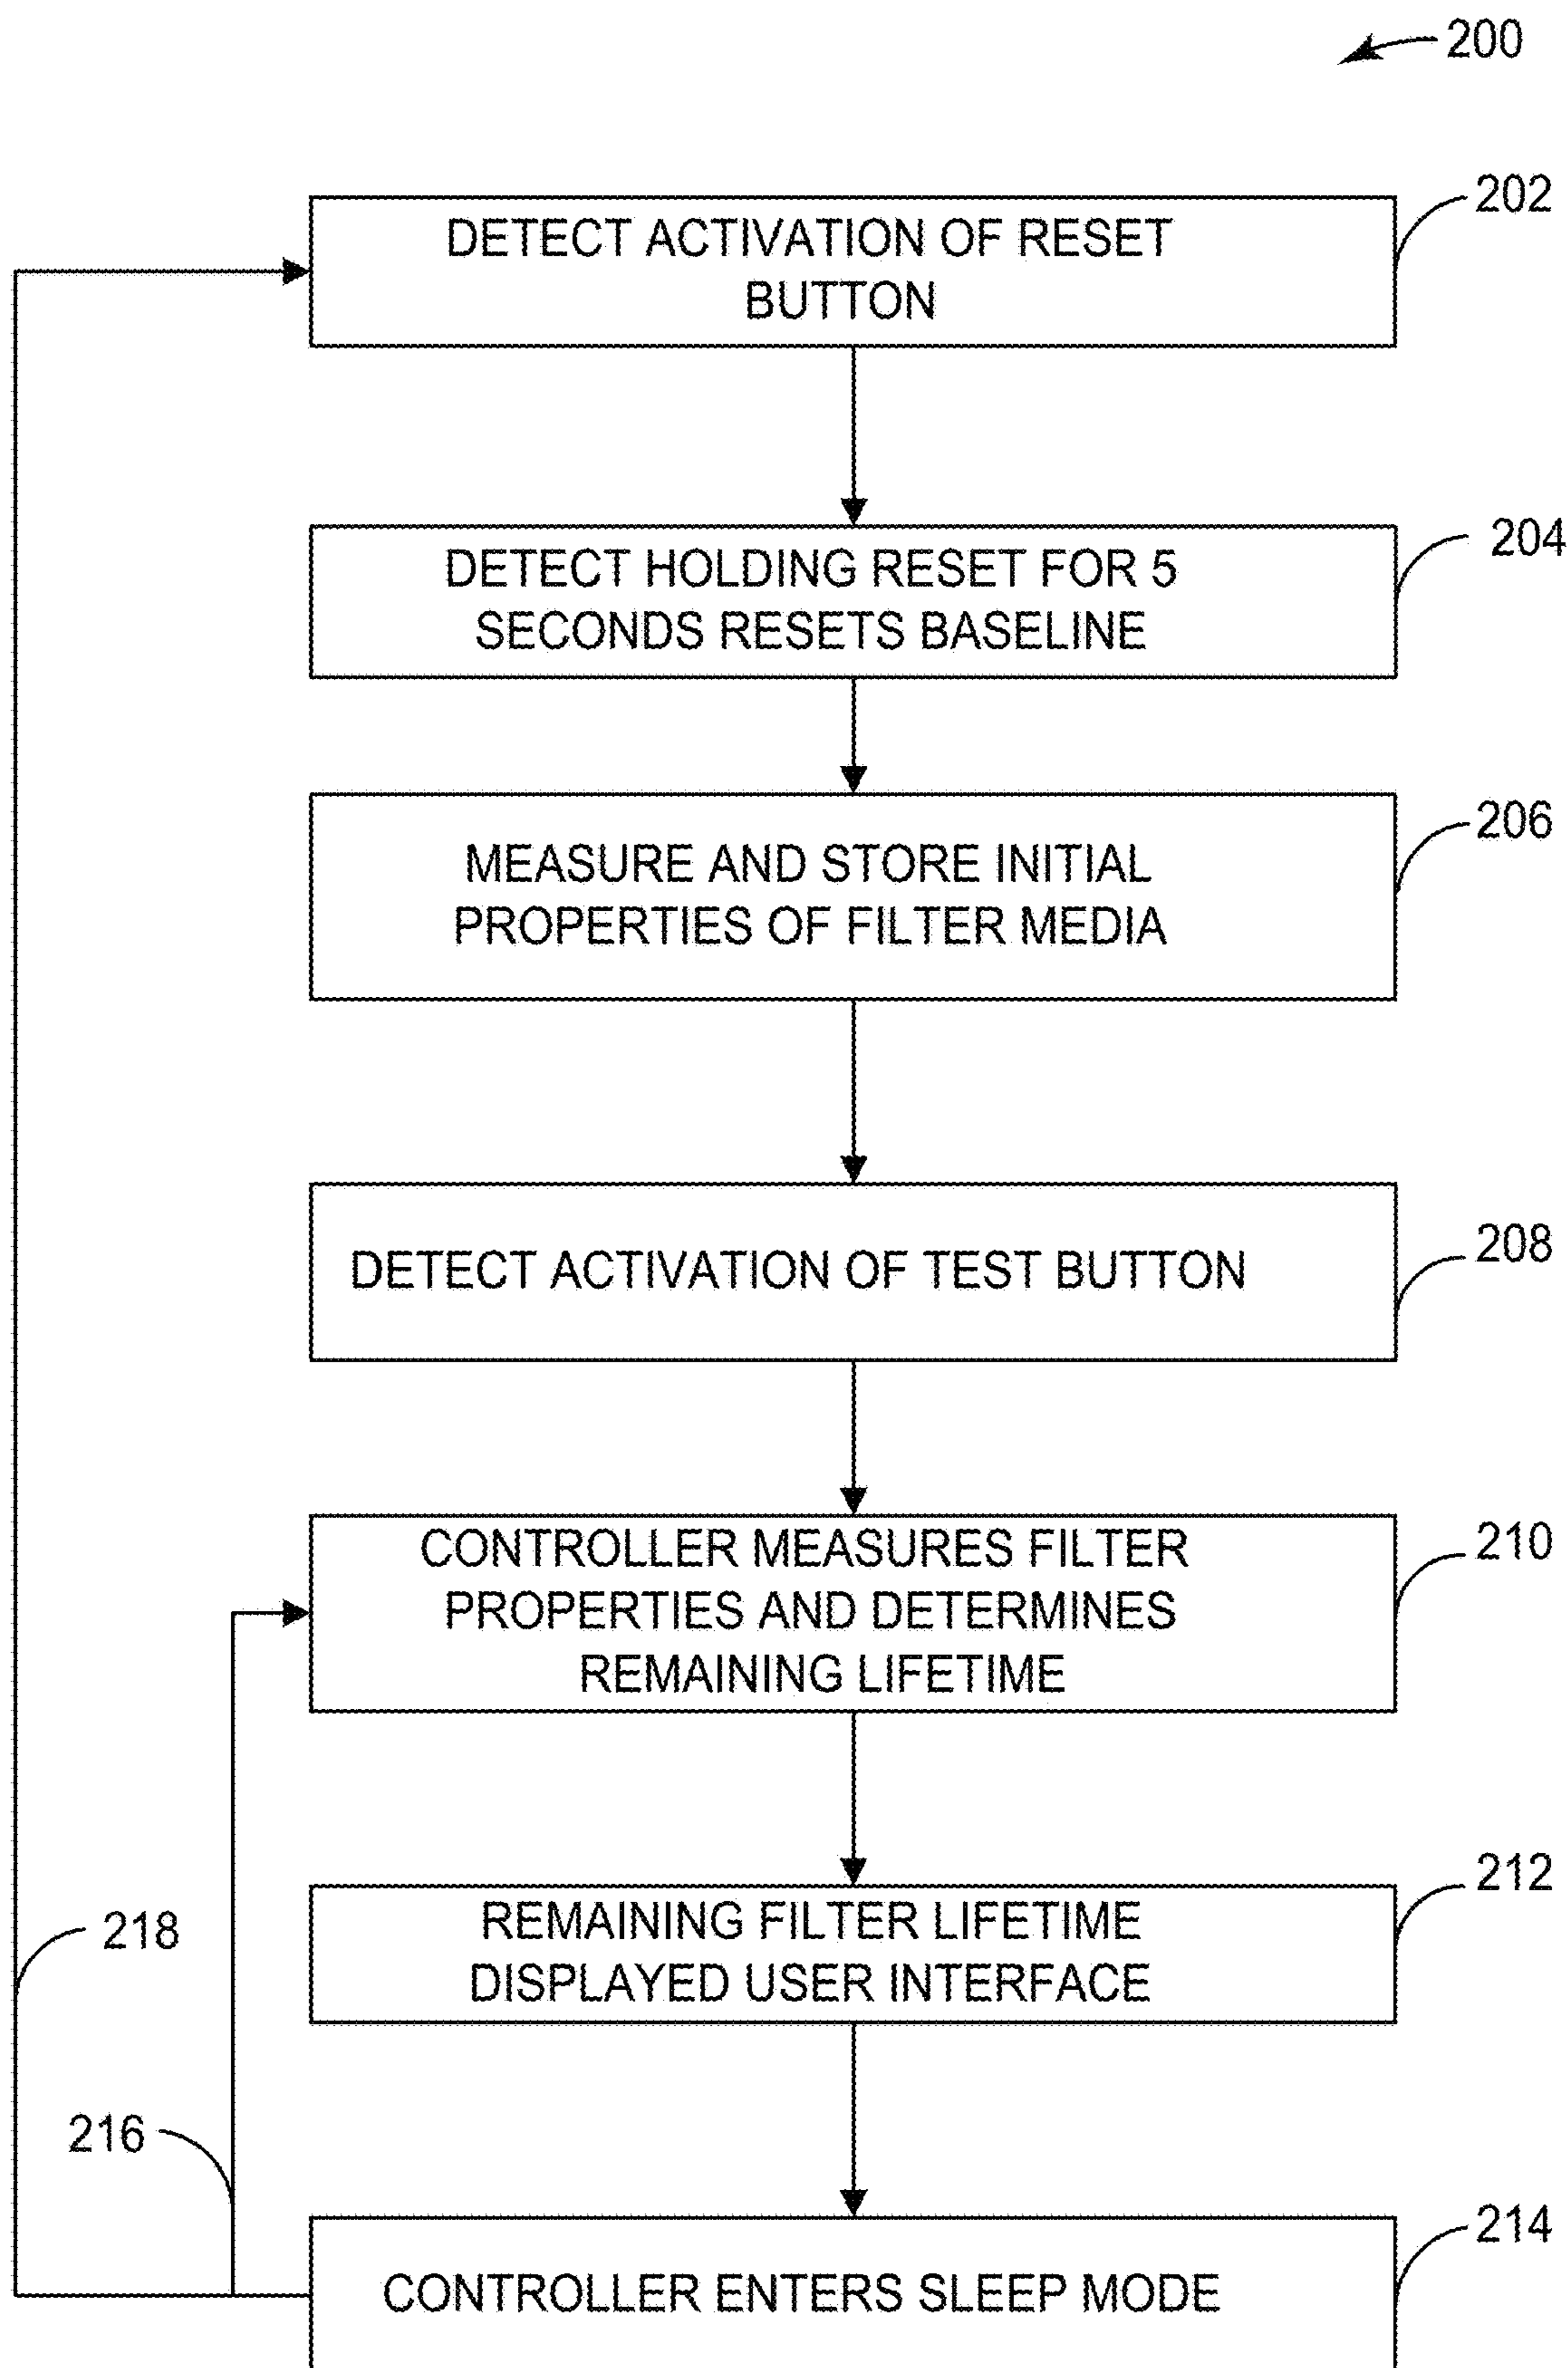 200
202
DETECT ACTIVATION OF RESET
BUTTON
204
DETECT HOLDING RESET FOR 5
SECONDS RESETS BASELINE
206
MEASURE AND STORE INITIAL
PROPERTIES OF FILTER MEDIA
208
DETECT ACTIVATION OF TEST BUTTON
210
CONTROLLER MEASURES FILTER
PROPERTIES AND DETERMINES
REMAINING LIFETIME
212
REMAINING FILTER LIFETIME
DISPLAYED USER INTERFACE
218
216
214
CONTROLLER ENTERS SLEEP MODE